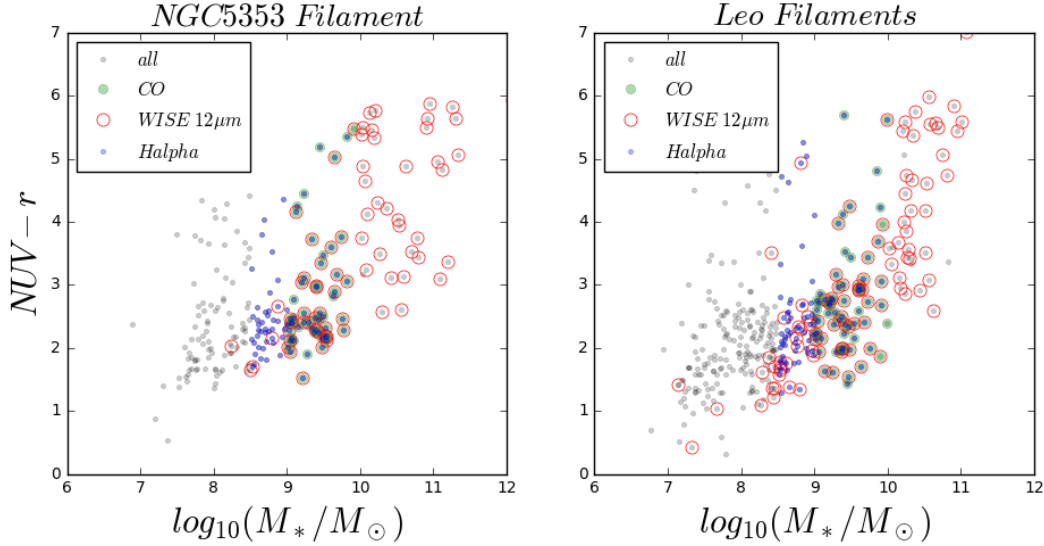 NGC5353 Filament
Leo Filaments
NUV − r
7
6
5
4
3
2
1
0
all
CO
WISE 12μm
Halpha
6 7 8 9 10 11 12
log₁₀(M∗/M⊙)
7
6
5
4
3
2
1
0
all
CO
WISE 12μm
Halpha
6 7 8 9 10 11 12
log₁₀(M∗/M⊙)